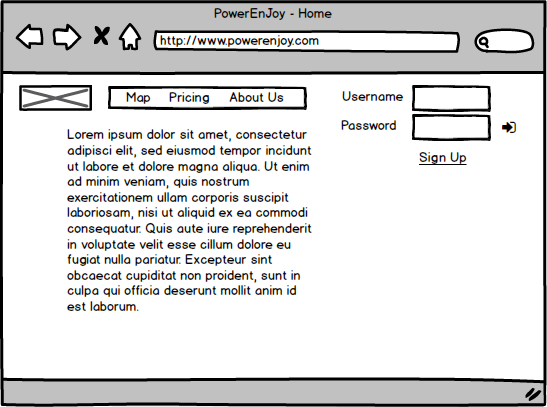 PowerEnJoy - Home
http://www.powerenjoy.com
Map Pricing About Us
Username
Password
Sign Up
Lorem ipsum dolor sit amet, consectetur
adipisci elit, sed eiusmod tempor incidunt
ut labore et dolore magna aliqua. Ut enim
ad minim veniam, quis nostrum
exercitationem ullam corporis suscipit
laboriosam, nisi ut aliquid ex ea commodi
consequatur. Quis aute iure reprehenderit
in voluptate velit esse cillum dolore eu
fugiat nulla pariatur. Excepteur sint
obcaecat cupiditat non proident, sunt in
culpa qui officia deserunt mollit anim id
est laborum.